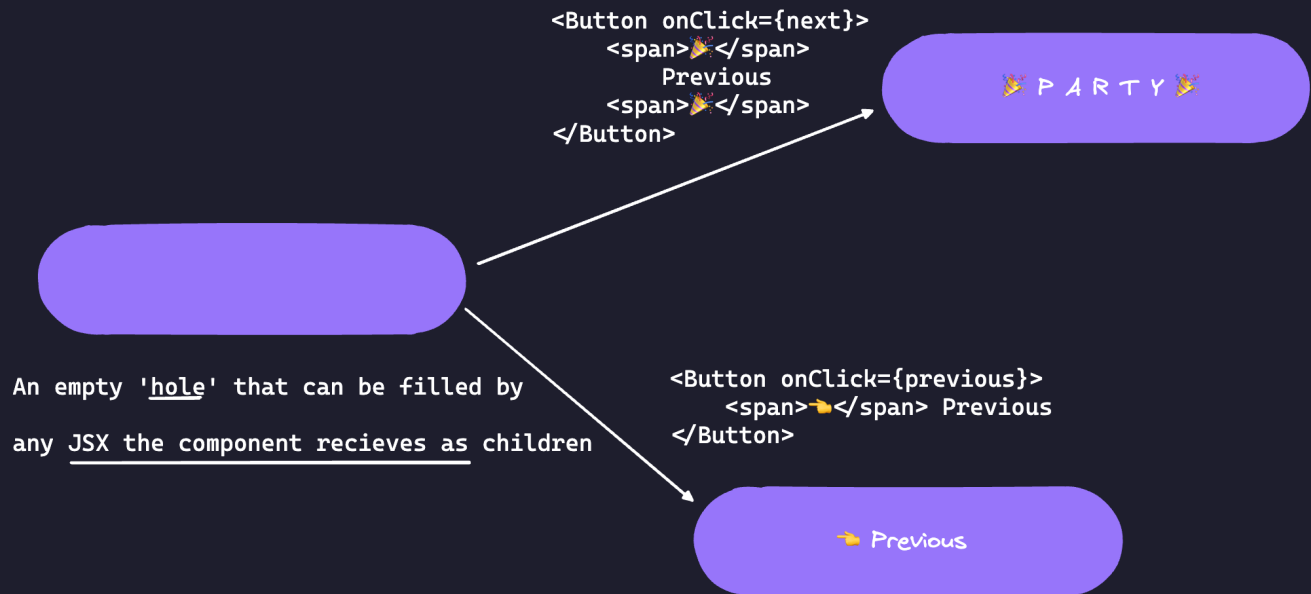 <Button onClick={next}>
<span>🎉</span>
Previous
<span>🎉</span>
</Button>
🎉 P A R T Y 🎉
An empty 'hole' that can be filled by
any JSX the component recieves as children
<Button onClick={previous}>
<span>👈</span> Previous
</Button>
👈 Previous